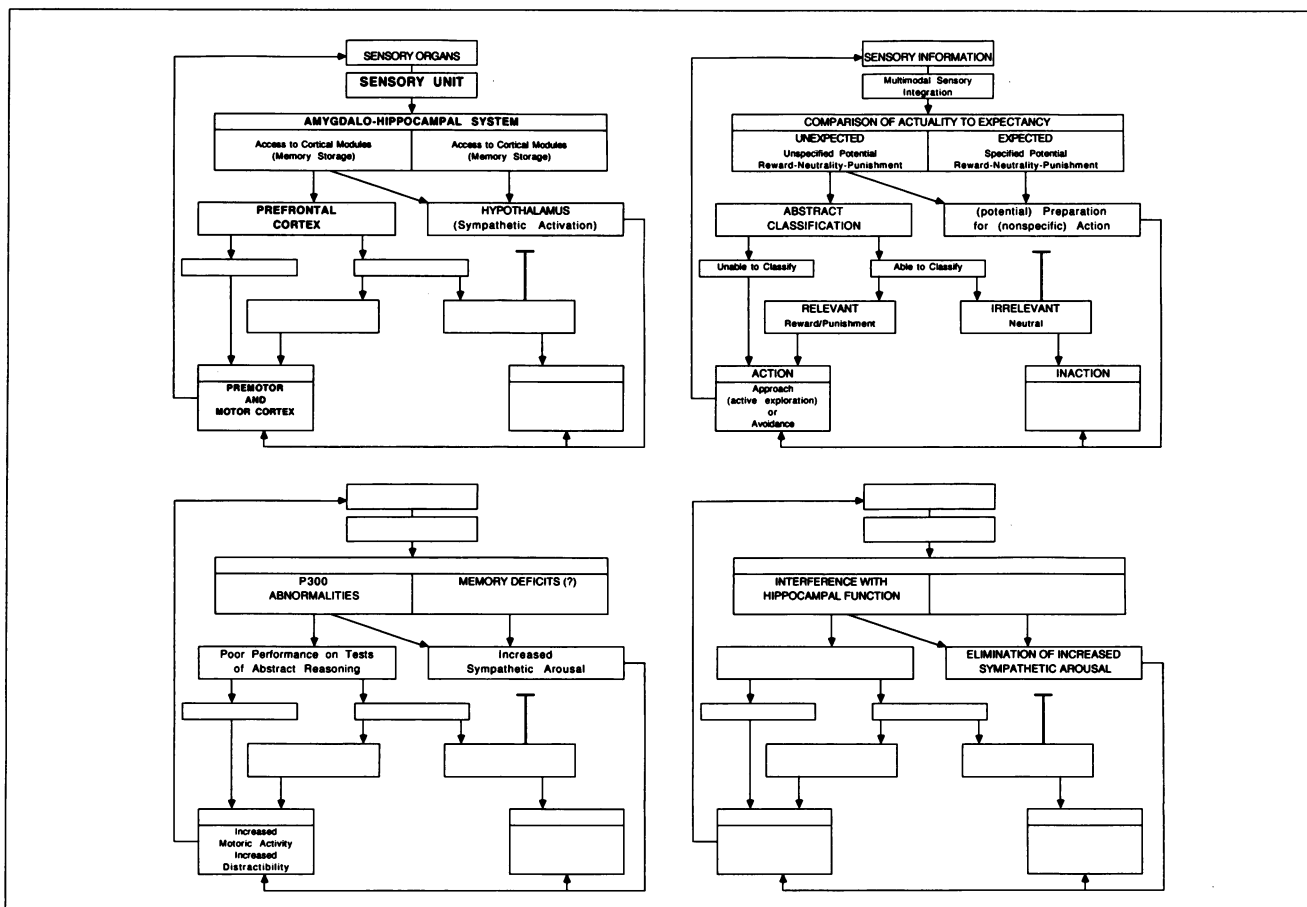 SENSORY ORGANS
SENSORY UNIT
AMYGDALO-HIPPOCAMPAL SYSTEM
Access to Cortical Modules
(Memory Storage)
Access to Cortical Modules
(Memory Storage)
PREFRONTAL
CORTEX
HYPOTHALAMUS
(Sympathetic Activation)
PREMOTOR
AND
MOTOR CORTEX
SENSORY INFORMATION
Multimodal Sensory
Integration
COMPARISON OF ACTUALITY TO EXPECTANCY
UNEXPECTED
Unspecified Potential
Reward-Neutrality-Punishment
EXPECTED
Specified Potential
Reward-Neutrality-Punishment
ABSTRACT
CLASSIFICATION
(potential) Preparation
for (nonspecific) Action
Unable to Classify
Able to Classify
RELEVANT
Reward/Punishment
IRRELEVANT
Neutral
ACTION
Approach
(active exploration)
or
Avoidance
INACTION
P300
ABNORMALITIES
MEMORY DEFICITS (?)
Poor Performance on Tests
of Abstract Reasoning
Increased
Sympathetic Arousal
Increased
Motoric Activity
Increased
Distractibility
INTERFERENCE WITH
HIPPOCAMPAL FUNCTION
ELIMINATION OF INCREASED
SYMPATHETIC AROUSAL